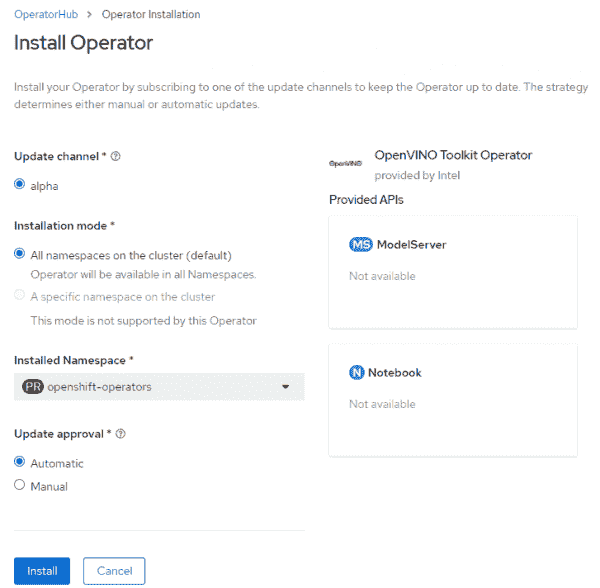 OperatorHub > Operator Installation
Install Operator
Install your Operator by subscribing to one of the update channels to keep the Operator up to date. The strategy
determines either manual or automatic updates.
Update channel *
alpha
Installation mode *
All namespaces on the cluster (default)
Operator will be available in all Namespaces.
A specific namespace on the cluster
This mode is not supported by this Operator
Installed Namespace *
PR openshift-operators
Update approval *
Automatic
Manual
Install Cancel
OpenVINO
OpenVINO Toolkit Operator
provided by Intel
Provided APIs
MS ModelServer
Not available
N Notebook
Not available